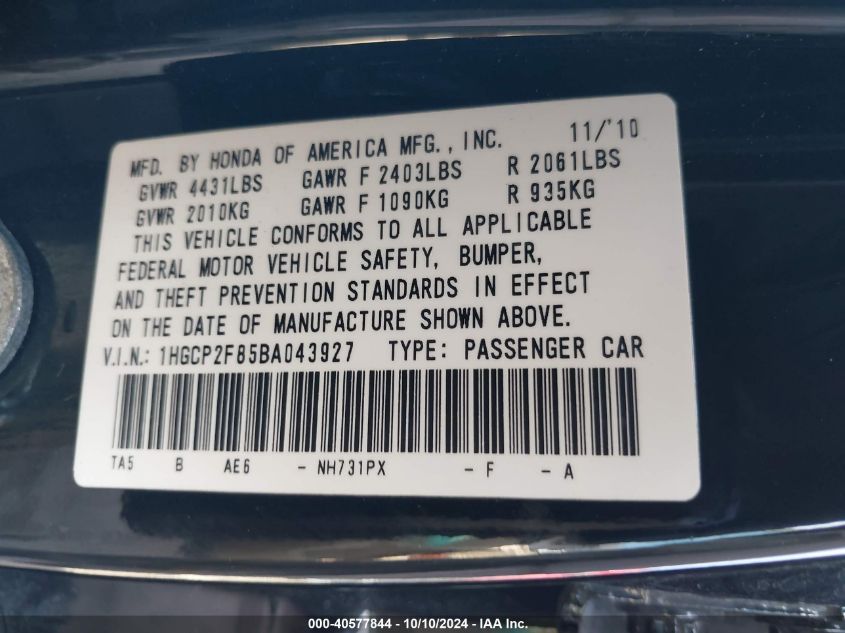 MFD. BY HONDA OF AMERICA MFG., INC. 11/'10
GVWR 4431LBS GAWR F 2403LBS R 2061LBS
GVWR 2010KG GAWR F 1090KG R 935KG
THIS VEHICLE CONFORMS TO ALL APPLICABLE
FEDERAL MOTOR VEHICLE SAFETY, BUMPER,
AND THEFT PREVENTION STANDARDS IN EFFECT
ON THE DATE OF MANUFACTURE SHOWN ABOVE.
V.I.N.: 1HGCP2F85BA043927 TYPE: PASSENGER CAR
TA5 B AE6 - NH731PX - F - A
000-40577844 / 10/10/2024 - IAA Inc.